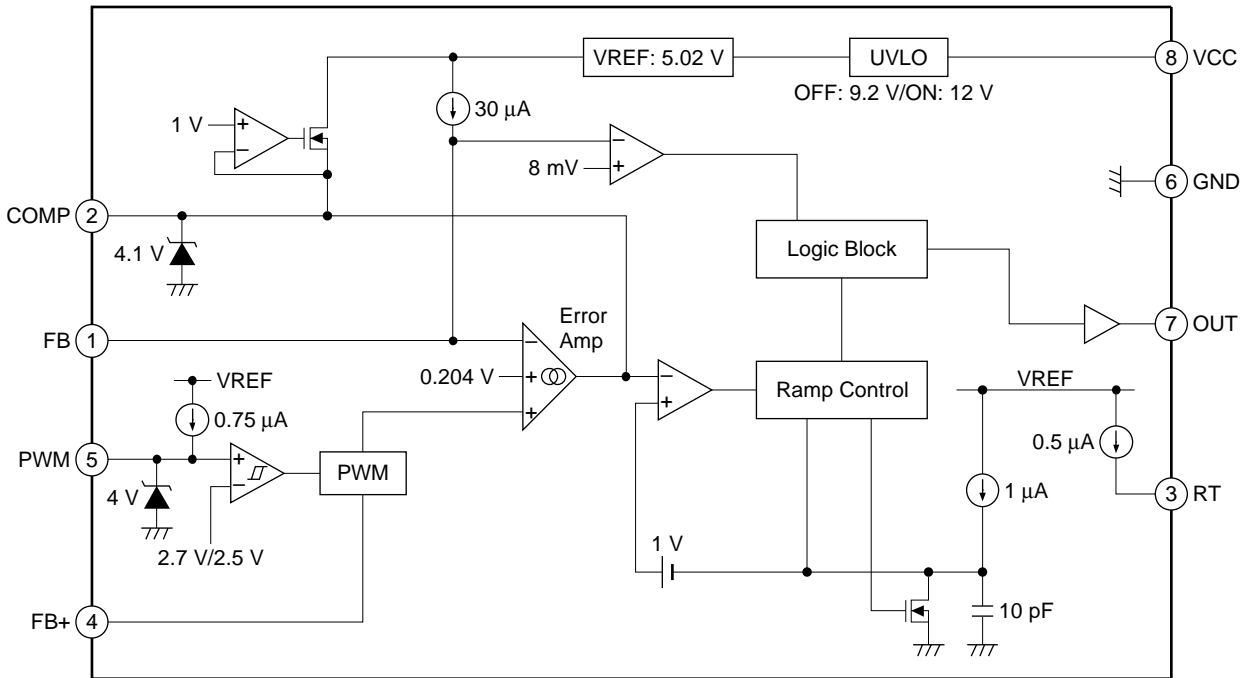 VREF: 5.02 V
UVLO
8 VCC
OFF: 9.2 V/ON: 12 V
30 µA
1 V
+
−
−
8 mV
+
6 GND
COMP 2
4.1 V
Logic Block
FB 1
Error
Amp
−
0.204 V
+
+
7 OUT
−
+
Ramp Control
VREF
VREF
0.75 µA
0.5 µA
PWM 5
+
−
PWM
4 V
1 µA
3 RT
2.7 V/2.5 V
1 V
FB+ 4
10 pF